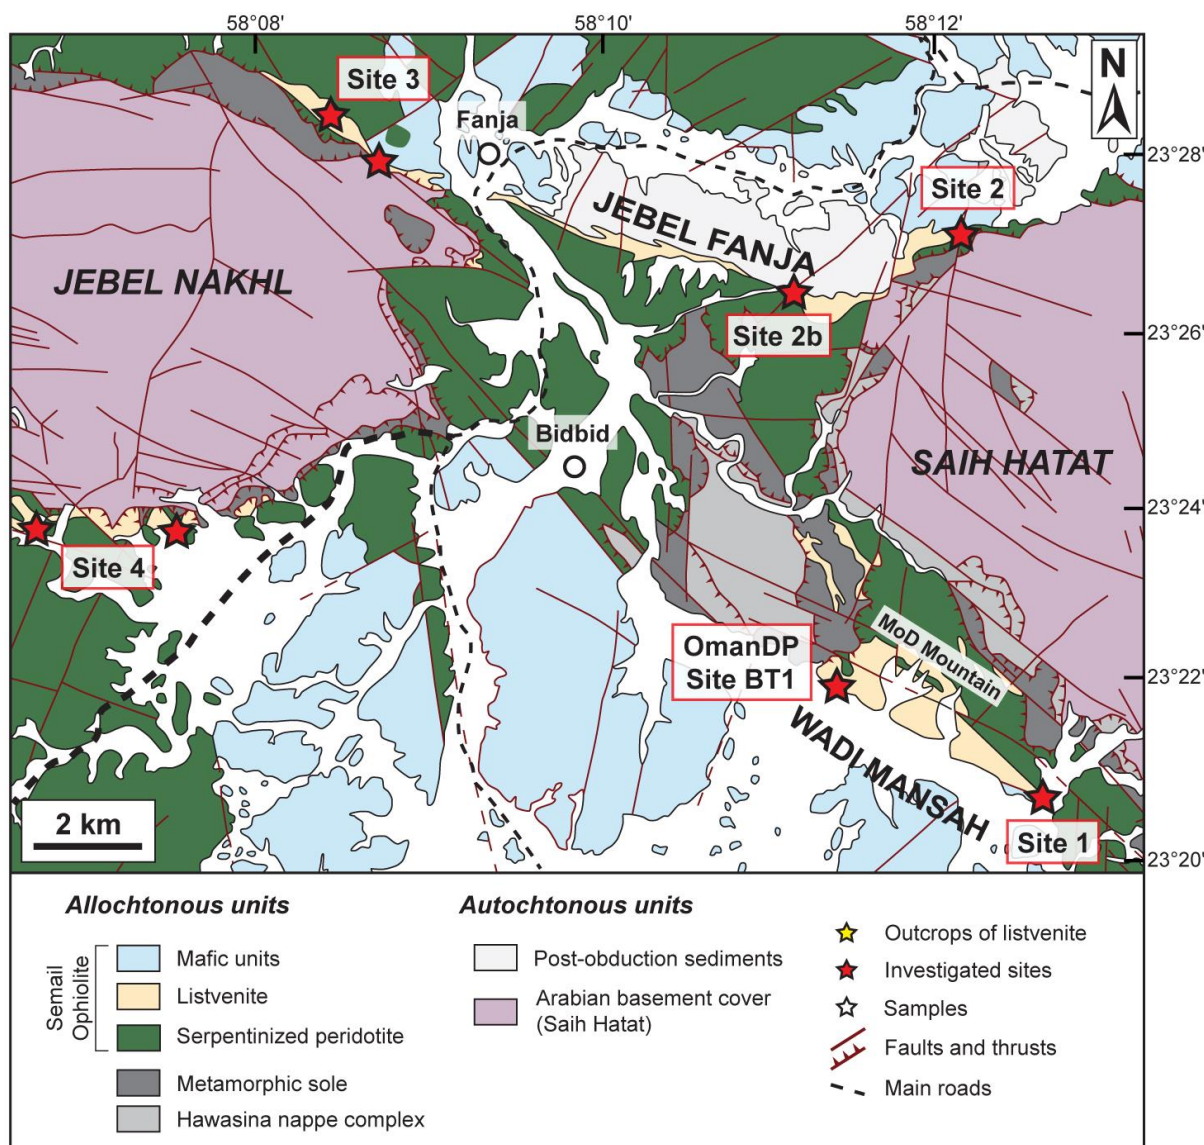 58°08'
58°10'
58°12'
Site 3
N
Fanja
23°28'
Site 2
JEBEL FANJA
JEBEL NAKHL
23°26'
Site 2b
Bidbid
SAIH HATAT
23°24'
Site 4
MoD Mountain
OmanDP
Site BT1
23°22'
WADI MANSAH
2 km
Site 1
23°20'
Allochtonous units
Autochtonous units
Semail
Ophiolite
Mafic units
Listvenite
Serpentinized peridotite
Metamorphic sole
Hawasina nappe complex
Post-obduction sediments
Arabian basement cover
(Saih Hatat)
Outcrops of listvenite
Investigated sites
Samples
Faults and thrusts
Main roads